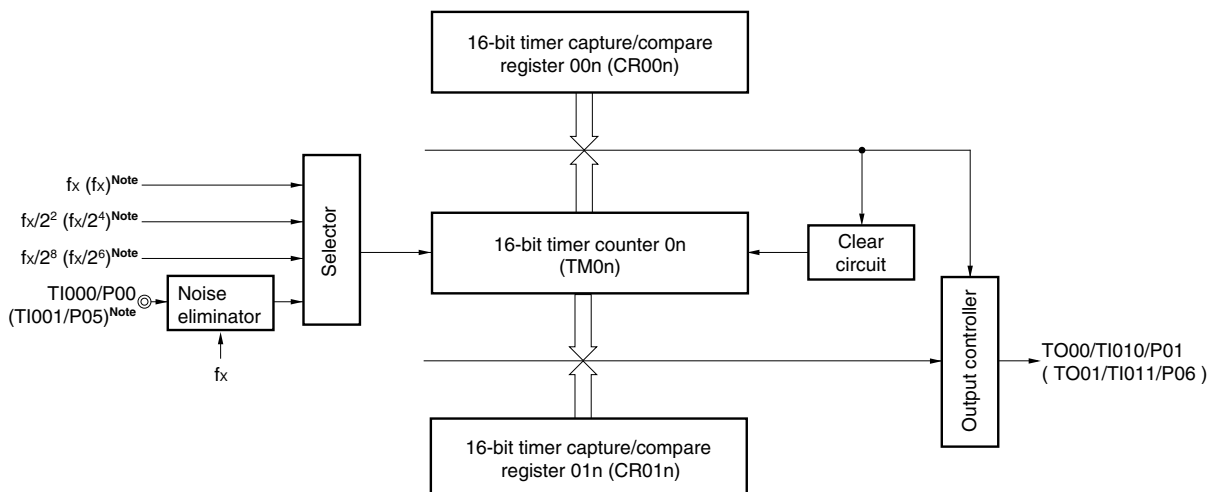 16-bit timer capture/compare
register 00n (CR00n)
fx (fx)Note
fx/2² (fx/2⁴)Note
fx/2⁸ (fx/2⁶)Note
TI000/P00
(TI001/P05)Note
Noise
eliminator
fx
Selector
16-bit timer counter 0n
(TM0n)
Clear
circuit
Output controller
TO00/TI010/P01
( TO01/TI011/P06 )
16-bit timer capture/compare
register 01n (CR01n)